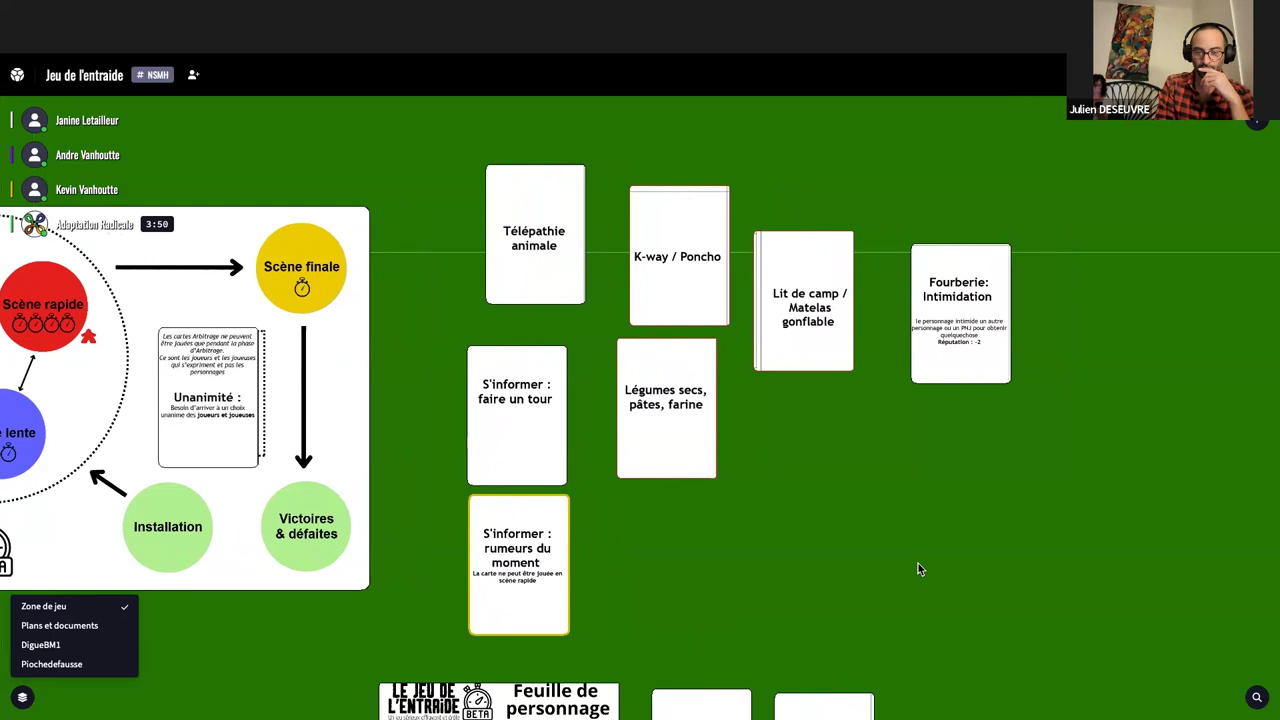 Jeu de l'entraide
# NSMH
Julien DESEUVRE
Janine Letailleur
Andre Vanhoutte
Kevin Vanhoutte
Adaptation Radicale
3:50
Scène rapide
Scène finale
Les cartes Arbitrage ne peuvent
être jouées que pendant la phase
d'Arbitrage.
Ce sont les joueurs et les joueuses
qui s'expriment et pas les
personnages
Unanimité :
Besoin d'arriver à un choix
unanime des joueurs et joueuses
e lente
Installation
Victoires
& défaites
Télépathie
animale
K-way / Poncho
Lit de camp /
Matelas
gonflable
Fourberie:
Intimidation
le personnage intimide un autre
personnage ou un PNJ pour obtenir
quelquechose
Réputation : -2
S'informer :
faire un tour
Légumes secs,
pâtes, farine
S'informer :
rumeurs du
moment
La carte ne peut être jouée en
scène rapide
Zone de jeu
Plans et documents
DigueBM1
Piochedefausse
LE JEU DE
L'ENTRAIDE
Un jeu sérieux effrayant et drôle
BETA
Feuille de
personnage